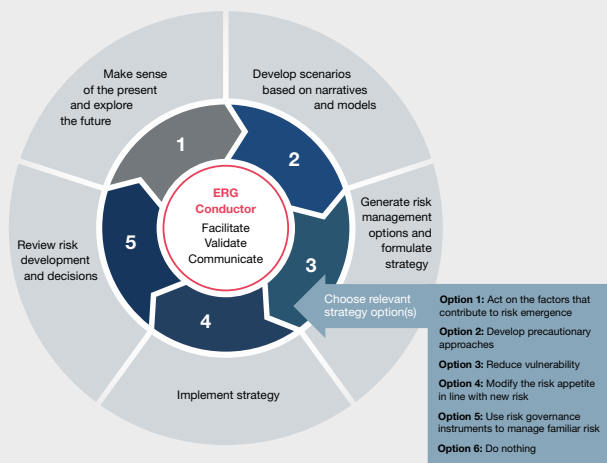 Make sense
of the present
and explore
the future
Develop scenarios
based on narratives
and models
1
2
ERG
Conductor
Facilitate
Validate
Communicate
Generate risk
management
options and
formulate
strategy
5
3
Review risk
development
and decisions
4
Choose relevant
strategy option(s)
Implement strategy
Option 1: Act on the factors that
contribute to risk emergence
Option 2: Develop precautionary
approaches
Option 3: Reduce vulnerability
Option 4: Modify the risk appetite
in line with new risk
Option 5: Use risk governance
instruments to manage familiar risk
Option 6: Do nothing